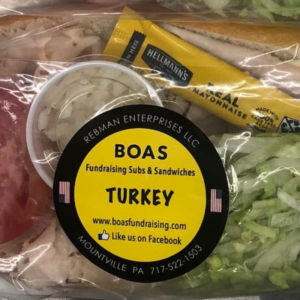 HELLMANN'S
REAL
MAYONNAISE
REBMAN ENTERPRISES LLC
BOAS
Fundraising Subs & Sandwiches
TURKEY
www.boasfundraising.com
Like us on Facebook
MOUNTVILLE PA 717-522-1503